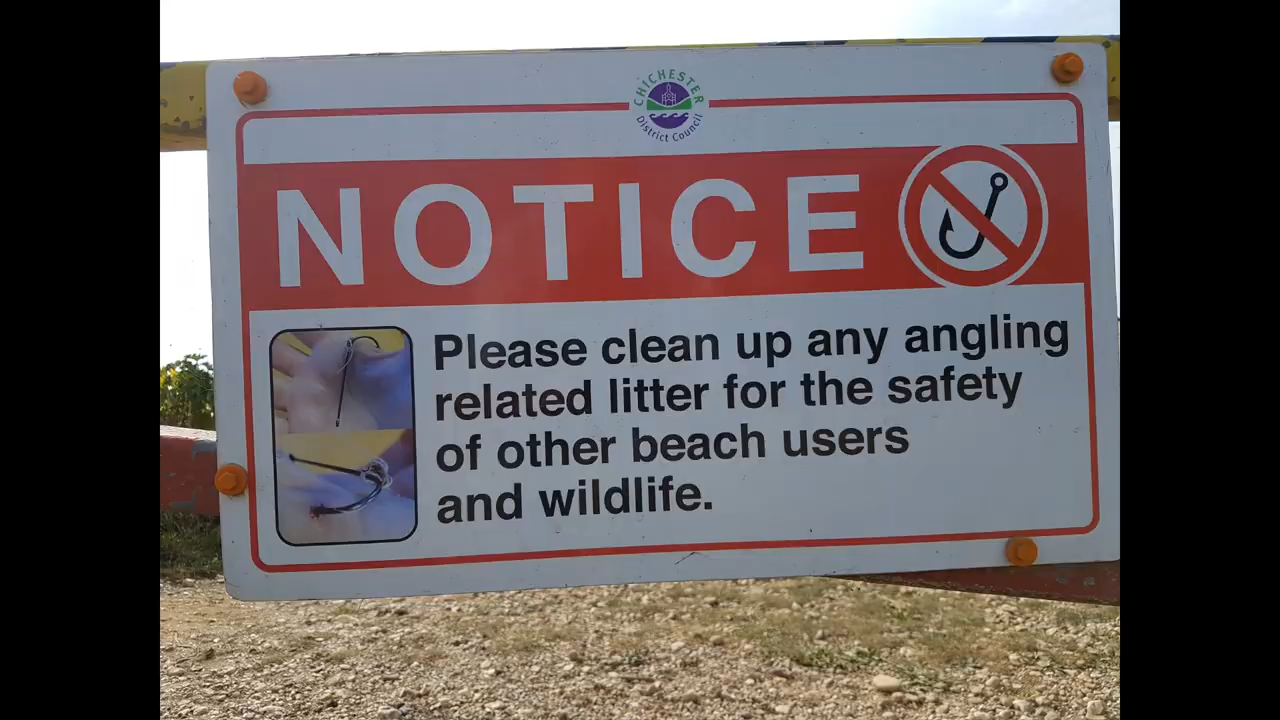 CHICHESTER
District Council
NOTICE
Please clean up any angling
related litter for the safety
of other beach users
and wildlife.